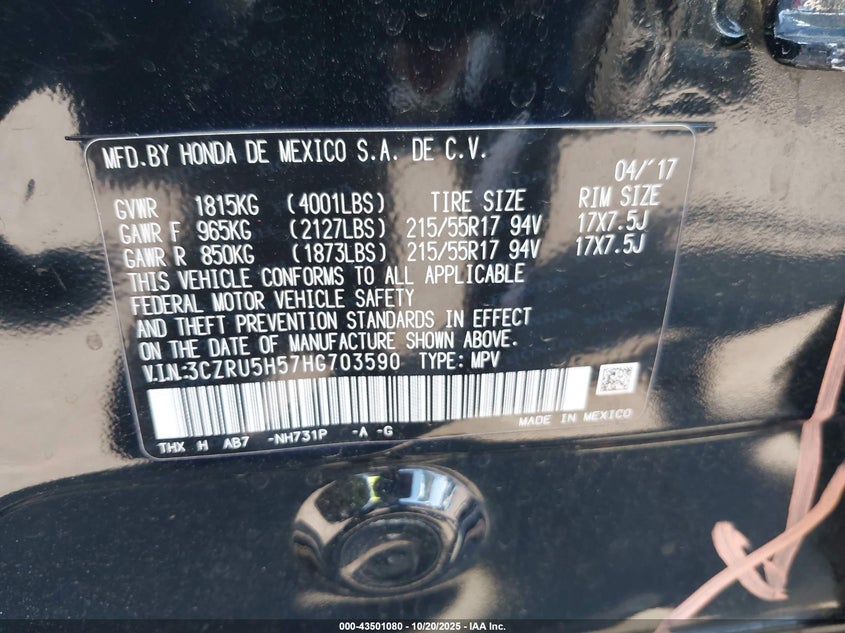 MFD.BY HONDA DE MEXICO S.A. DE C.V.
04/'17
GVWR 1815KG (4001LBS) TIRE SIZE RIM SIZE
GAWR F 965KG (2127LBS) 215/55R17 94V 17X7.5J
GAWR R 850KG (1873LBS) 215/55R17 94V 17X7.5J
THIS VEHICLE CONFORMS TO ALL APPLICABLE
FEDERAL MOTOR VEHICLE SAFETY
AND THEFT PREVENTION STANDARDS IN EFFECT
ON THE DATE OF MANUFACTURE SHOWN ABOVE.
V.I.N:3CZRU5H57HG703590 TYPE: MPV
MADE IN MEXICO
THX H AB7 -NH731P -A -G
000-43501080 - 10/20/2025 - IAA Inc.